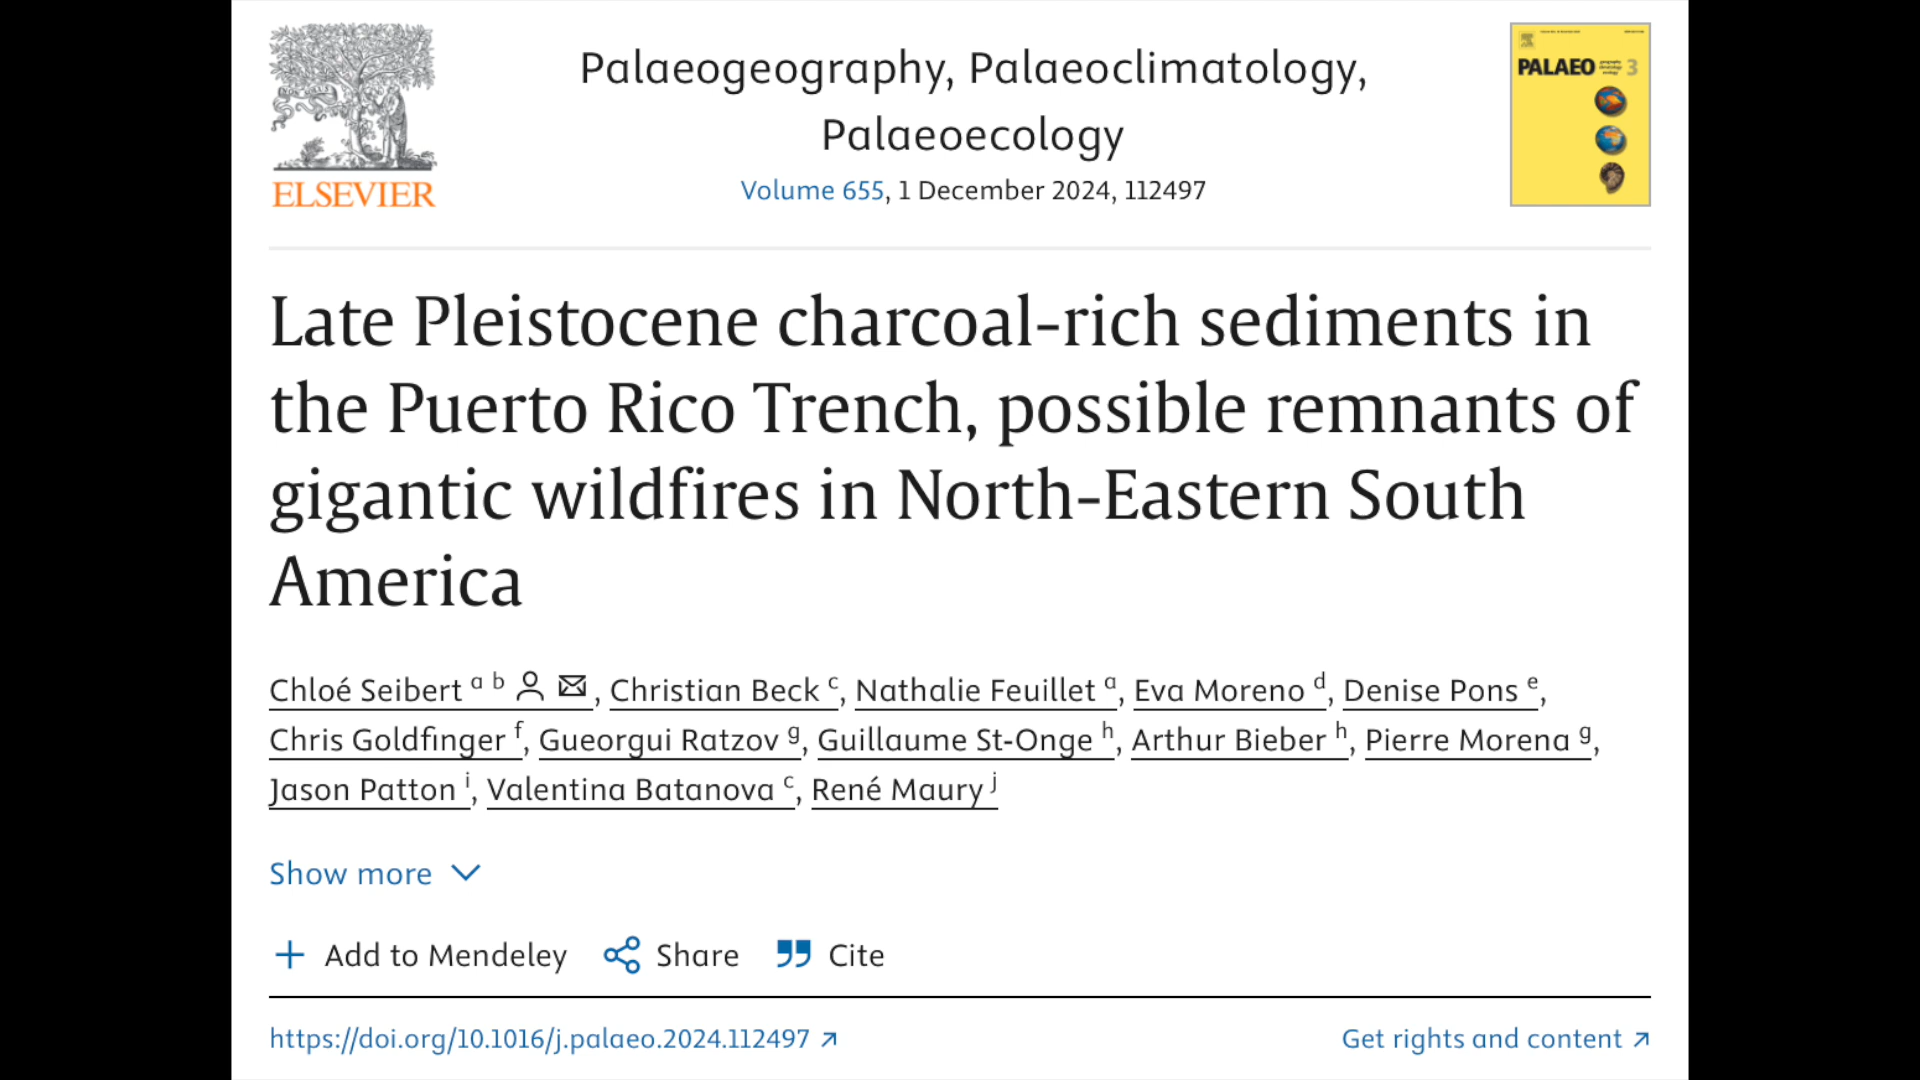 ELSEVIER
Palaeogeography, Palaeoclimatology,
Palaeoecology
Volume 655, 1 December 2024, 112497
PALAEO 3
Late Pleistocene charcoal-rich sediments in
the Puerto Rico Trench, possible remnants of
gigantic wildfires in North-Eastern South
America
Chloé Seibert a b, Christian Beck c, Nathalie Feuillet a, Eva Moreno d, Denise Pons e,
Chris Goldfinger f, Gueorgui Ratzov g, Guillaume St-Onge h, Arthur Bieber h, Pierre Morena g,
Jason Patton i, Valentina Batanova c, René Maury j
Show more
Add to Mendeley Share Cite
https://doi.org/10.1016/j.palaeo.2024.112497
Get rights and content